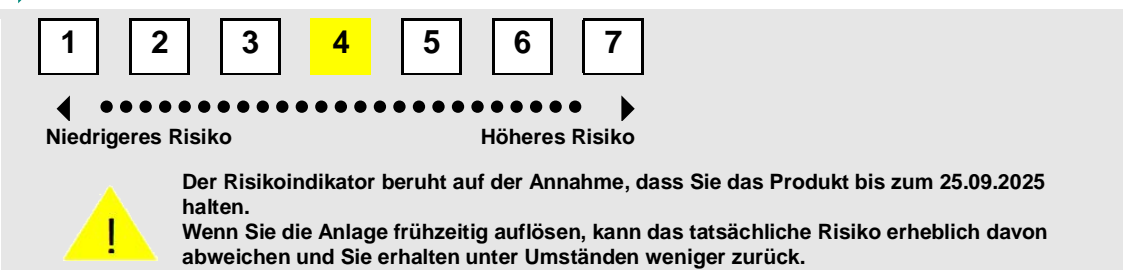 1 2 3 4 5 6 7
Niedrigeres Risiko Höheres Risiko
Der Risikoindikator beruht auf der Annahme, dass Sie das Produkt bis zum 25.09.2025
halten.
!
Wenn Sie die Anlage frühzeitig auflösen, kann das tatsächliche Risiko erheblich davon
abweichen und Sie erhalten unter Umständen weniger zurück.